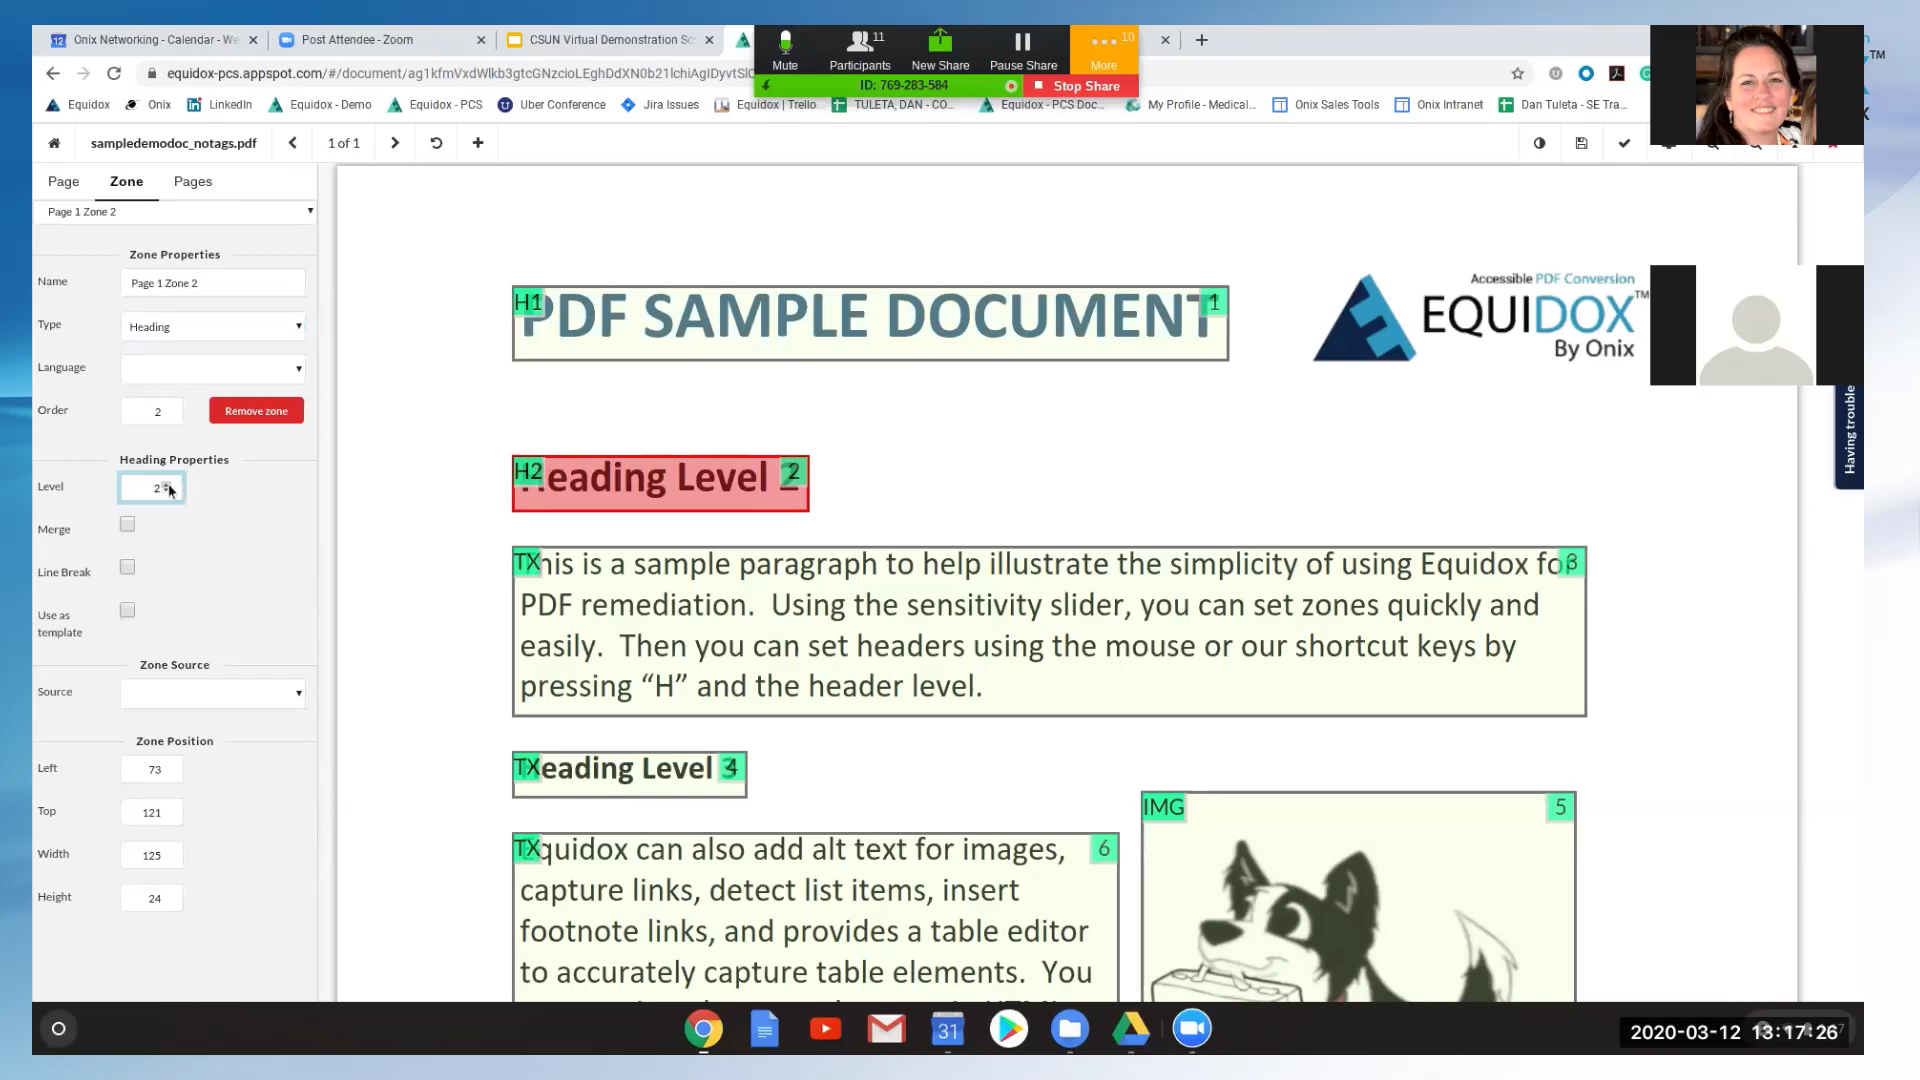 Onix Networking - Calendar - We
Post Attendee - Zoom
CSUN Virtual Demonstration Sc
Mute
Participants
11
New Share
Pause Share
More
10
ID: 769-283-584
Stop Share
equidox-pcs.appspot.com/#/document/ag1kfmVxdWlkb3gtcGNzcioLEghDdXN0b21lchiAgIDyvtSlC
Equidox
Onix
LinkedIn
Equidox - Demo
Equidox - PCS
Uber Conference
Jira Issues
Equidox | Trello
TULETA, DAN - CO...
Equidox - PCS Doc...
My Profile - Medical...
Onix Sales Tools
Onix Intranet
Dan Tuleta - SE Tra...
sampledemodoc_notags.pdf
1 of 1
Page
Zone
Pages
Page 1 Zone 2
Zone Properties
Name
Page 1 Zone 2
Type
Heading
Language
Order
2
Remove zone
Heading Properties
Level
2
Merge
Line Break
Use as
template
Zone Source
Source
Zone Position
Left
73
Top
121
Width
125
Height
24
H1
PDF SAMPLE DOCUMENT
1
Accessible PDF Conversion
EQUIDOX™
By Onix
H2
Heading Level 2
2
TX
This is a sample paragraph to help illustrate the simplicity of using Equidox for
3
PDF remediation. Using the sensitivity slider, you can set zones quickly and
easily. Then you can set headers using the mouse or our shortcut keys by
pressing “H” and the header level.
TX
Heading Level 3
4
IMG
5
TX
Equidox can also add alt text for images,
6
capture links, detect list items, insert
footnote links, and provides a table editor
to accurately capture table elements. You
Having trouble
31
2020-03-12 13:17:26